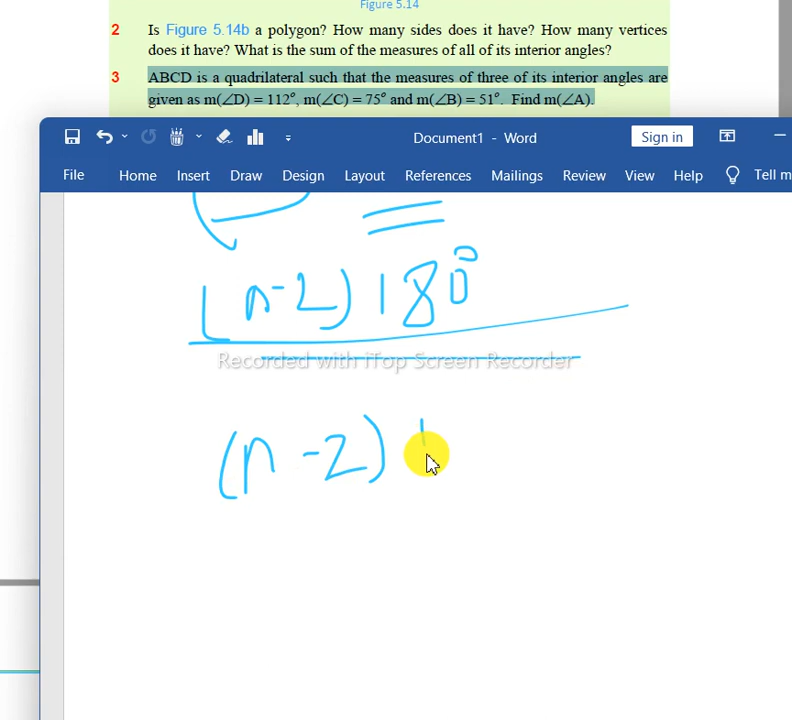 Figure 5.14
2 Is Figure 5.14b a polygon? How many sides does it have? How many vertices
does it have? What is the sum of the measures of all of its interior angles?
3 ABCD is a quadrilateral such that the measures of three of its interior angles are
given as m(∠D) = 112°, m(∠C) = 75° and m(∠B) = 51°. Find m(∠A).
Document1 - Word
Sign in
File Home Insert Draw Design Layout References Mailings Review View Help Tell m
(n-2) 180°
Recorded with iTop Screen Recorder
(n -2) 1